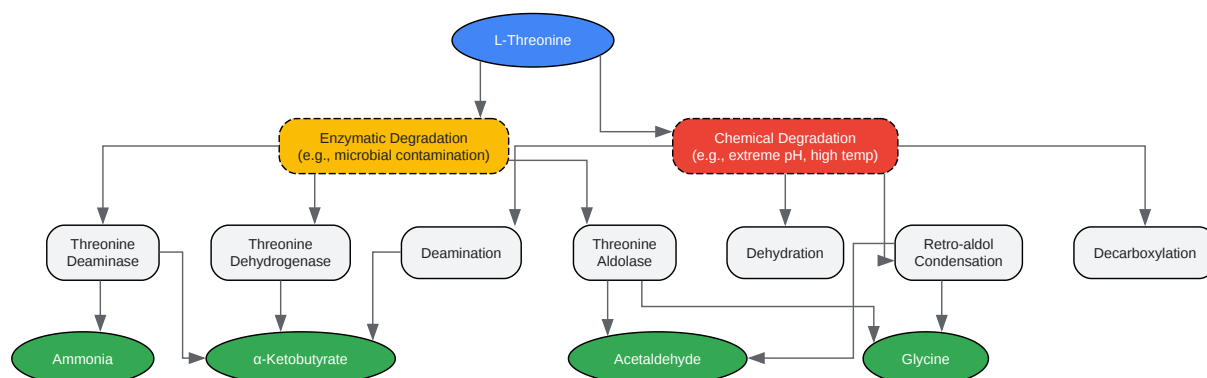 L-Threonine
Enzymatic Degradation
(e.g., microbial contamination)
Chemical Degradation
(e.g., extreme pH, high temp)
Threonine
Deaminase
Threonine
Dehydrogenase
Deamination
Threonine
Aldolase
Dehydration
Retro-aldol
Condensation
Decarboxylation
Ammonia
α-Ketobutyrate
Acetaldehyde
Glycine